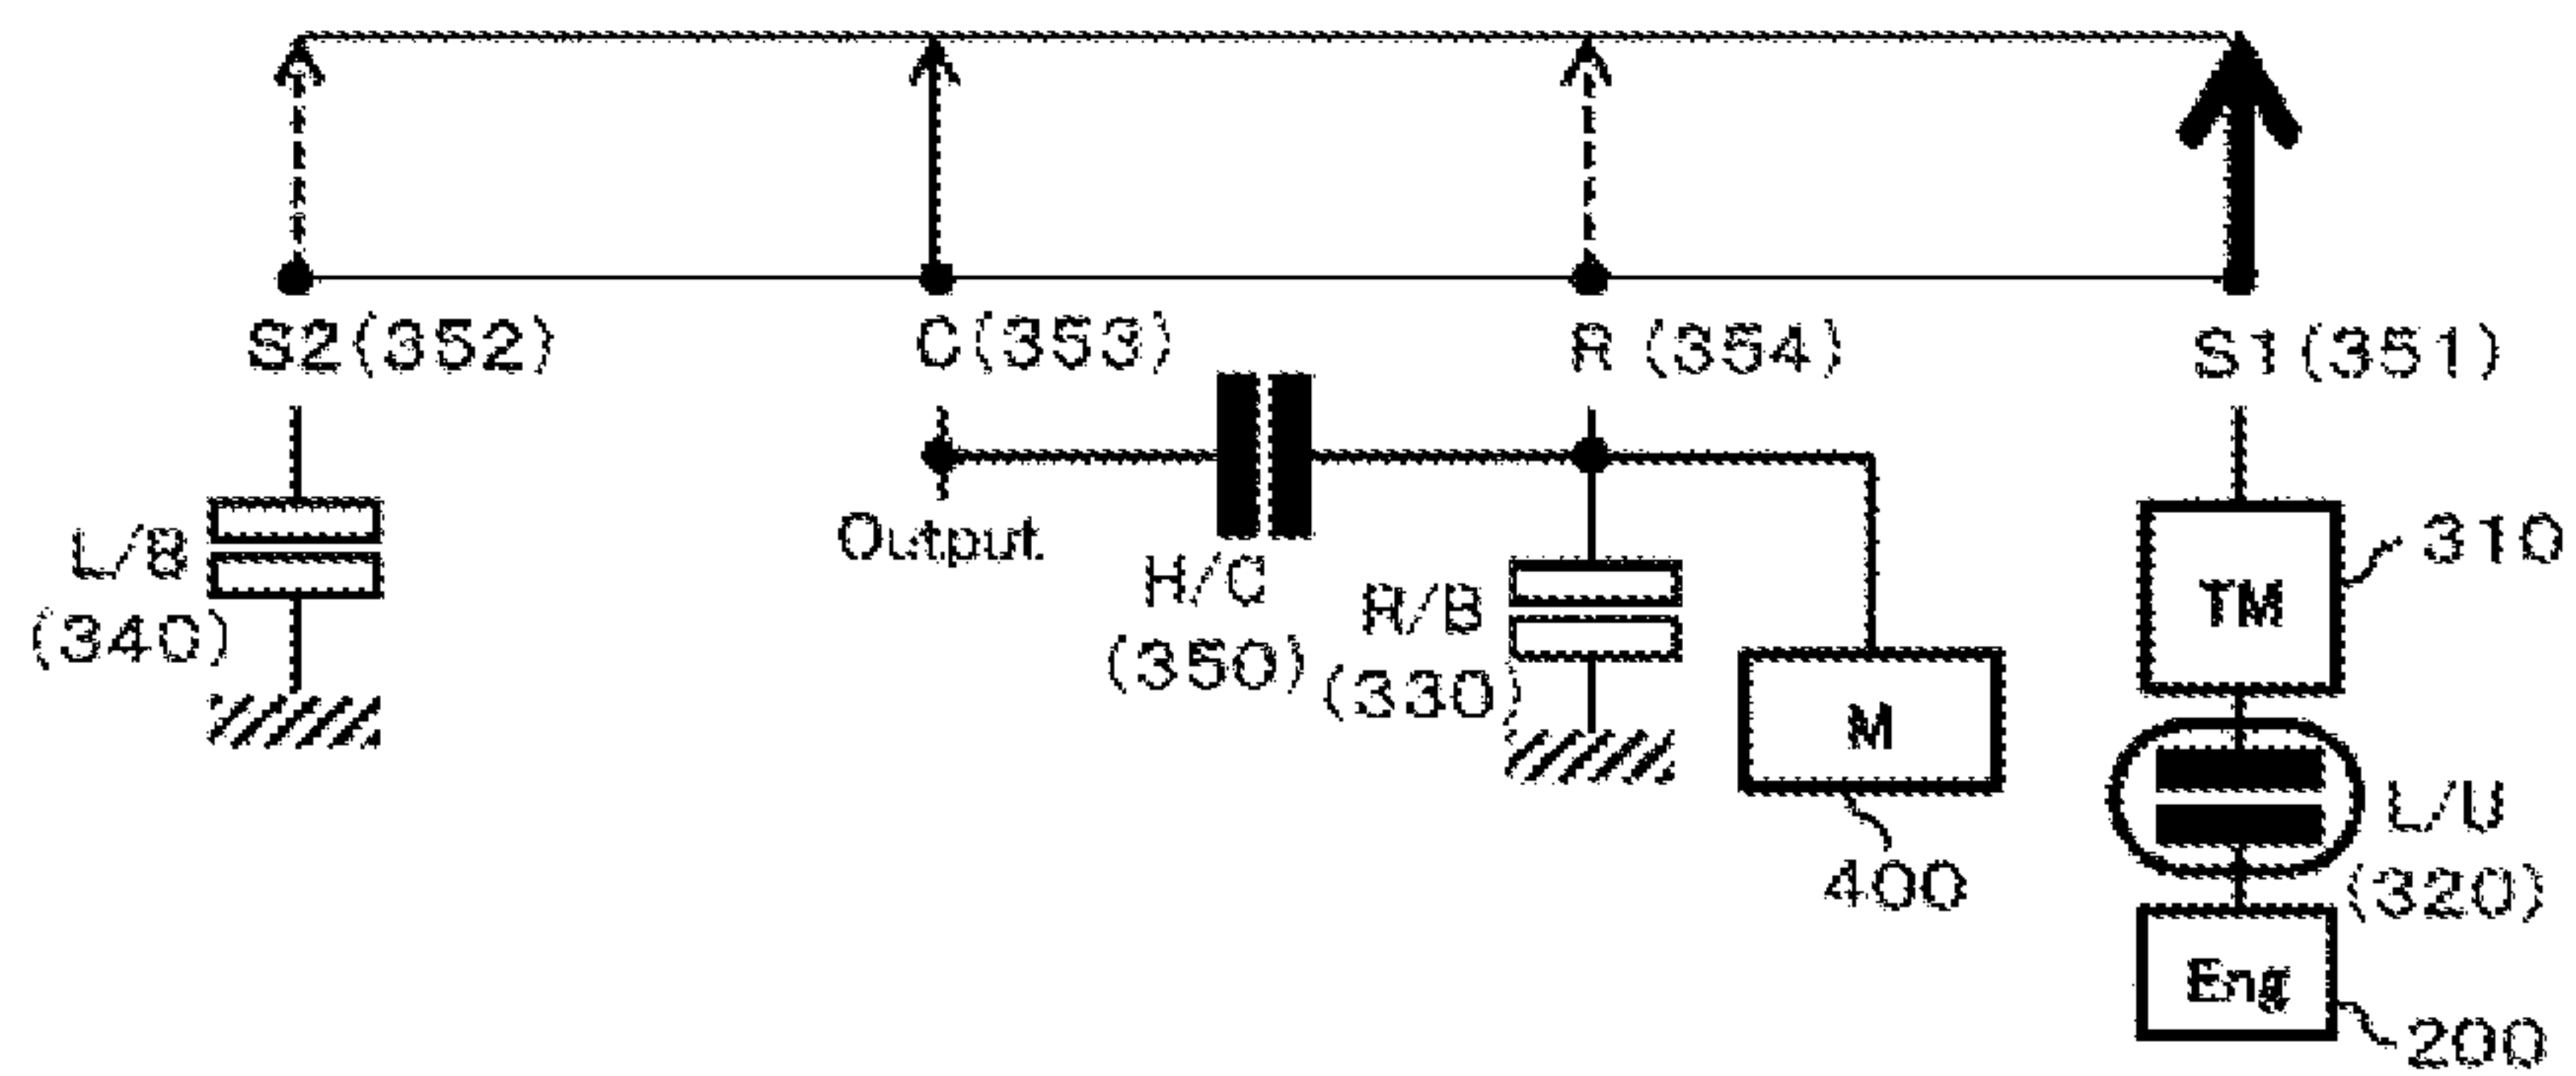 S2(352)
C(353)
R (354)
S1(351)
L/B
(340)
Output
H/C
(350)
R/B
(330)
M
400
TM
310
L/U
(320)
Eng
200